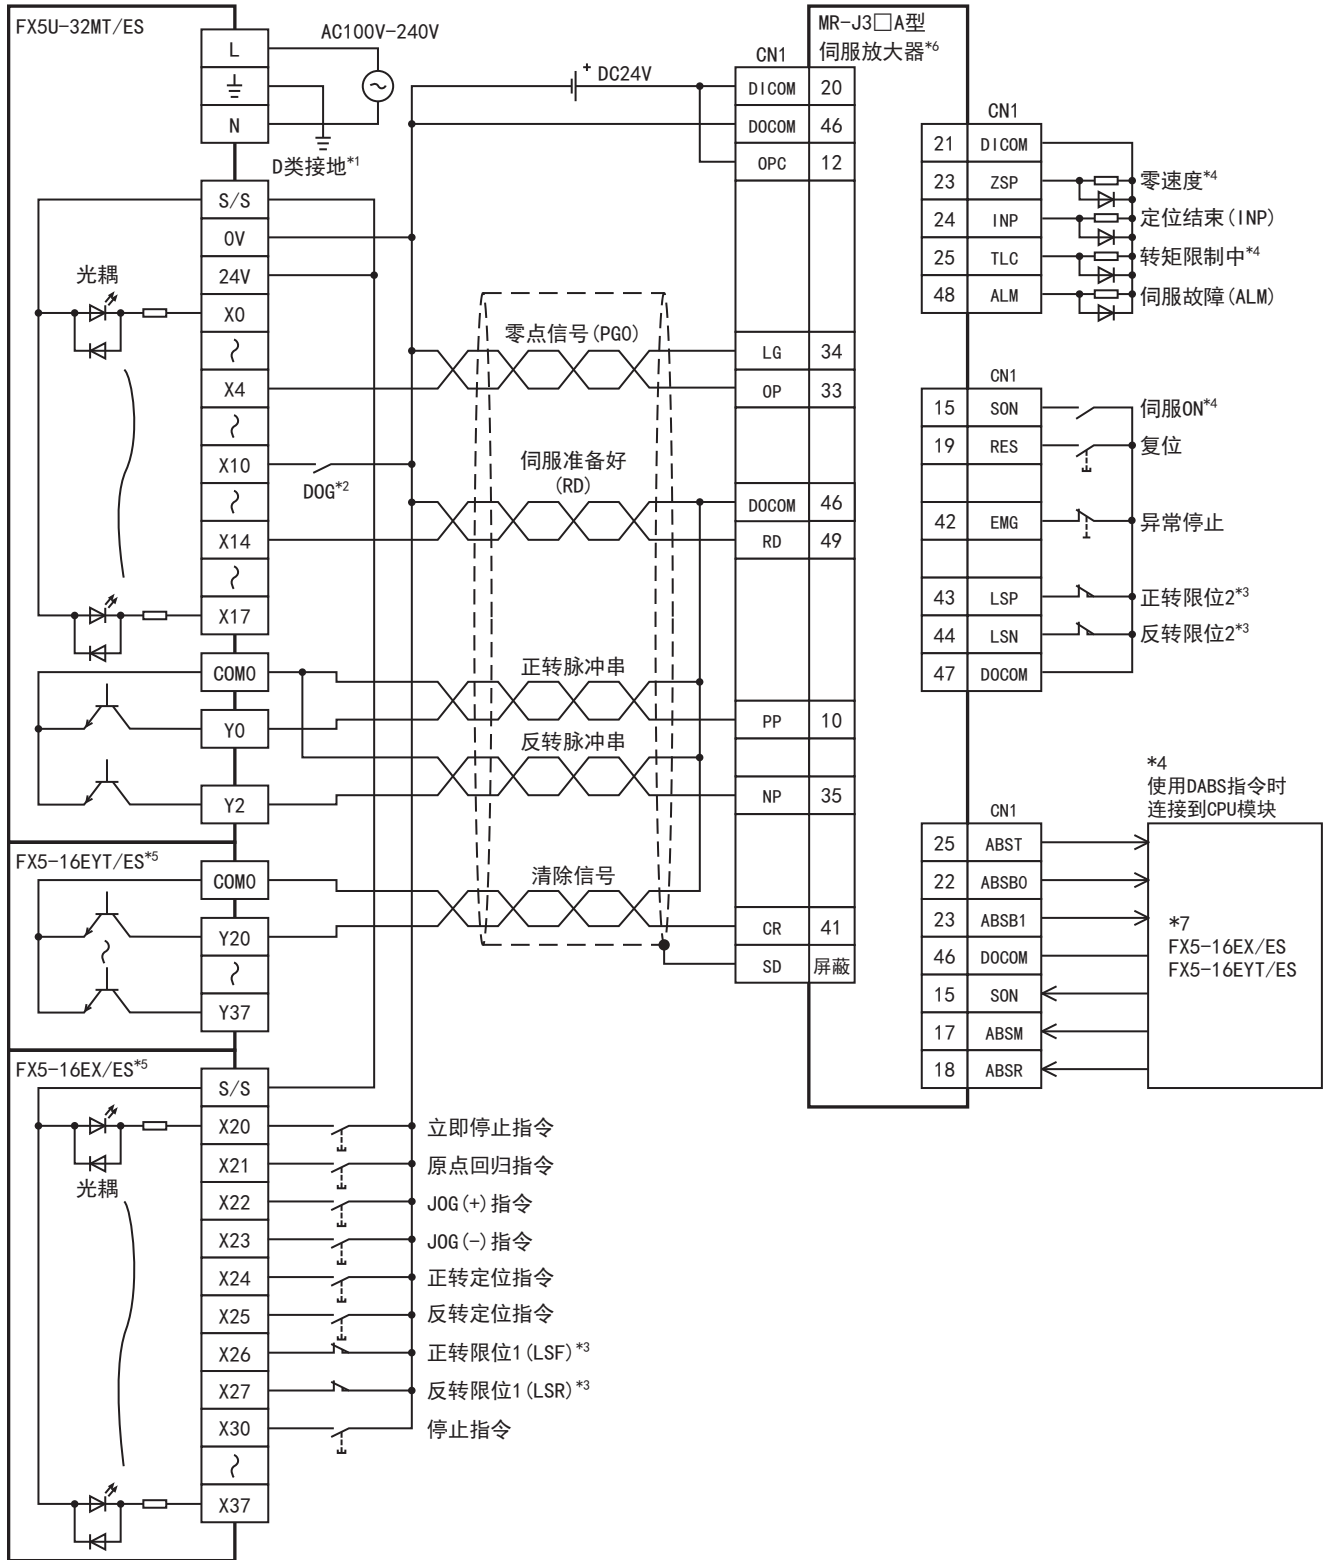 FX5U-32MT/ES
L
N
AC100V-240V
D类接地*1
S/S
0V
24V
X0
X4
X10
X14
X17
COM0
Y0
Y2
光耦
DOG*2
FX5-16EYT/ES*5
COM0
Y20
Y37
FX5-16EX/ES*5
S/S
X20 立即停止指令
X21 原点回归指令
X22 JOG(+)指令
X23 JOG(-)指令
X24 正转定位指令
X25 反转定位指令
X26 正转限位1(LSF)*3
X27 反转限位1(LSR)*3
X30 停止指令
X37
光耦
+ DC24V
零点信号(PG0)
伺服准备好
(RD)
正转脉冲串
反转脉冲串
清除信号
MR-J3□A型
伺服放大器*6
CN1
DICOM 20
DOCOM 46
OPC 12
LG 34
OP 33
DOCOM 46
RD 49
PP 10
NP 35
CR 41
SD 屏蔽
CN1
21 DICOM
23 ZSP 零速度*4
24 INP 定位结束(INP)
25 TLC 转矩限制中*4
48 ALM 伺服故障(ALM)
CN1
15 SON 伺服ON*4
19 RES 复位
42 EMG 异常停止
43 LSP 正转限位2*3
44 LSN 反转限位2*3
47 DOCOM
*4
使用DABS指令时
连接到CPU模块
CN1
25 ABST
22 ABSB0
23 ABSB1
46 DOCOM
15 SON
17 ABSM
18 ABSR
*7
FX5-16EX/ES
FX5-16EYT/ES